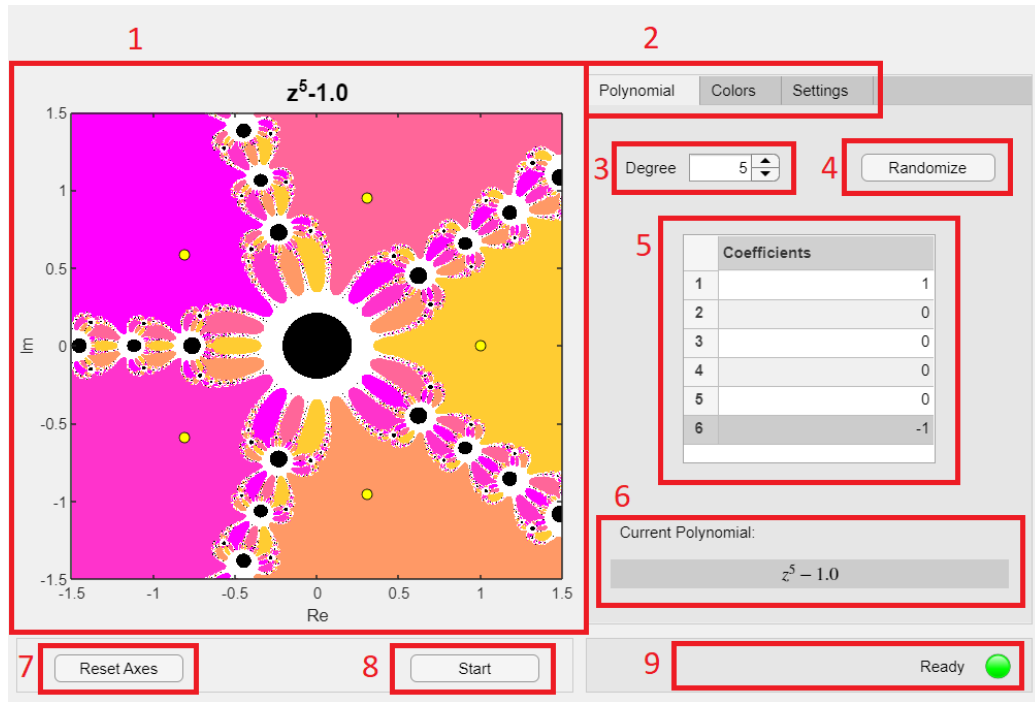 1
2
z⁵-1.0
Polynomial Colors Settings
1.5
1
0.5
0
-0.5
-1
-1.5
Im
-1.5 -1 -0.5 0 0.5 1 1.5
Re
3 Degree 5
4 Randomize
5
Coefficients
1 1
2 0
3 0
4 0
5 0
6 -1
6
Current Polynomial:
z⁵ − 1.0
7 Reset Axes
8 Start
9 Ready